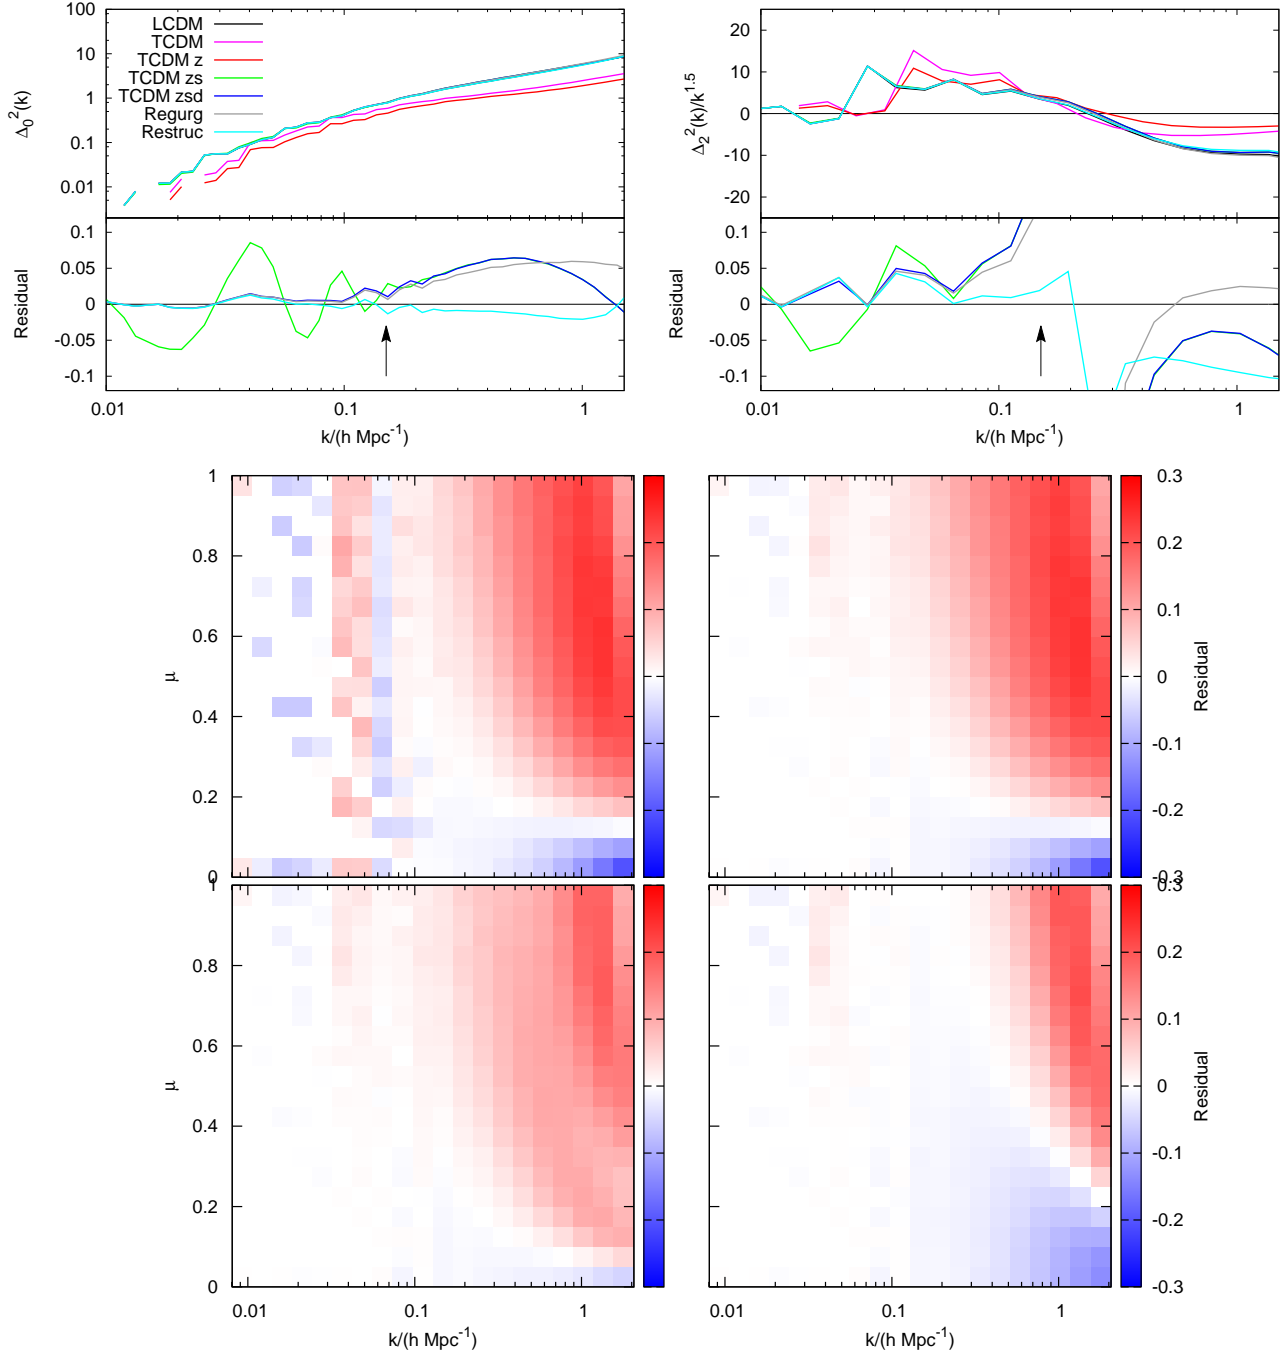 100
10
1
0.1
0.01
Δ₀²(k)
LCDM
TCDM
TCDM z
TCDM zs
TCDM zsd
Regurg
Restruc
0.1
0.05
0
-0.05
-0.1
Residual
0.01 0.1 1
k/(h Mpc⁻¹)
20
10
0
-10
-20
Δ₂²(k)/k¹·⁵
0.1
0.05
0
-0.05
-0.1
Residual
0.01 0.1 1
k/(h Mpc⁻¹)
1
0.8
0.6
0.4
0.2
0
μ
0.3
0.2
0.1
0
-0.1
-0.2
-0.3
Residual
1
0.8
0.6
0.4
0.2
0
μ
0.01 0.1 1
k/(h Mpc⁻¹)
0.01 0.1 1
k/(h Mpc⁻¹)
0.3
0.2
0.1
0
-0.1
-0.2
-0.3
Residual